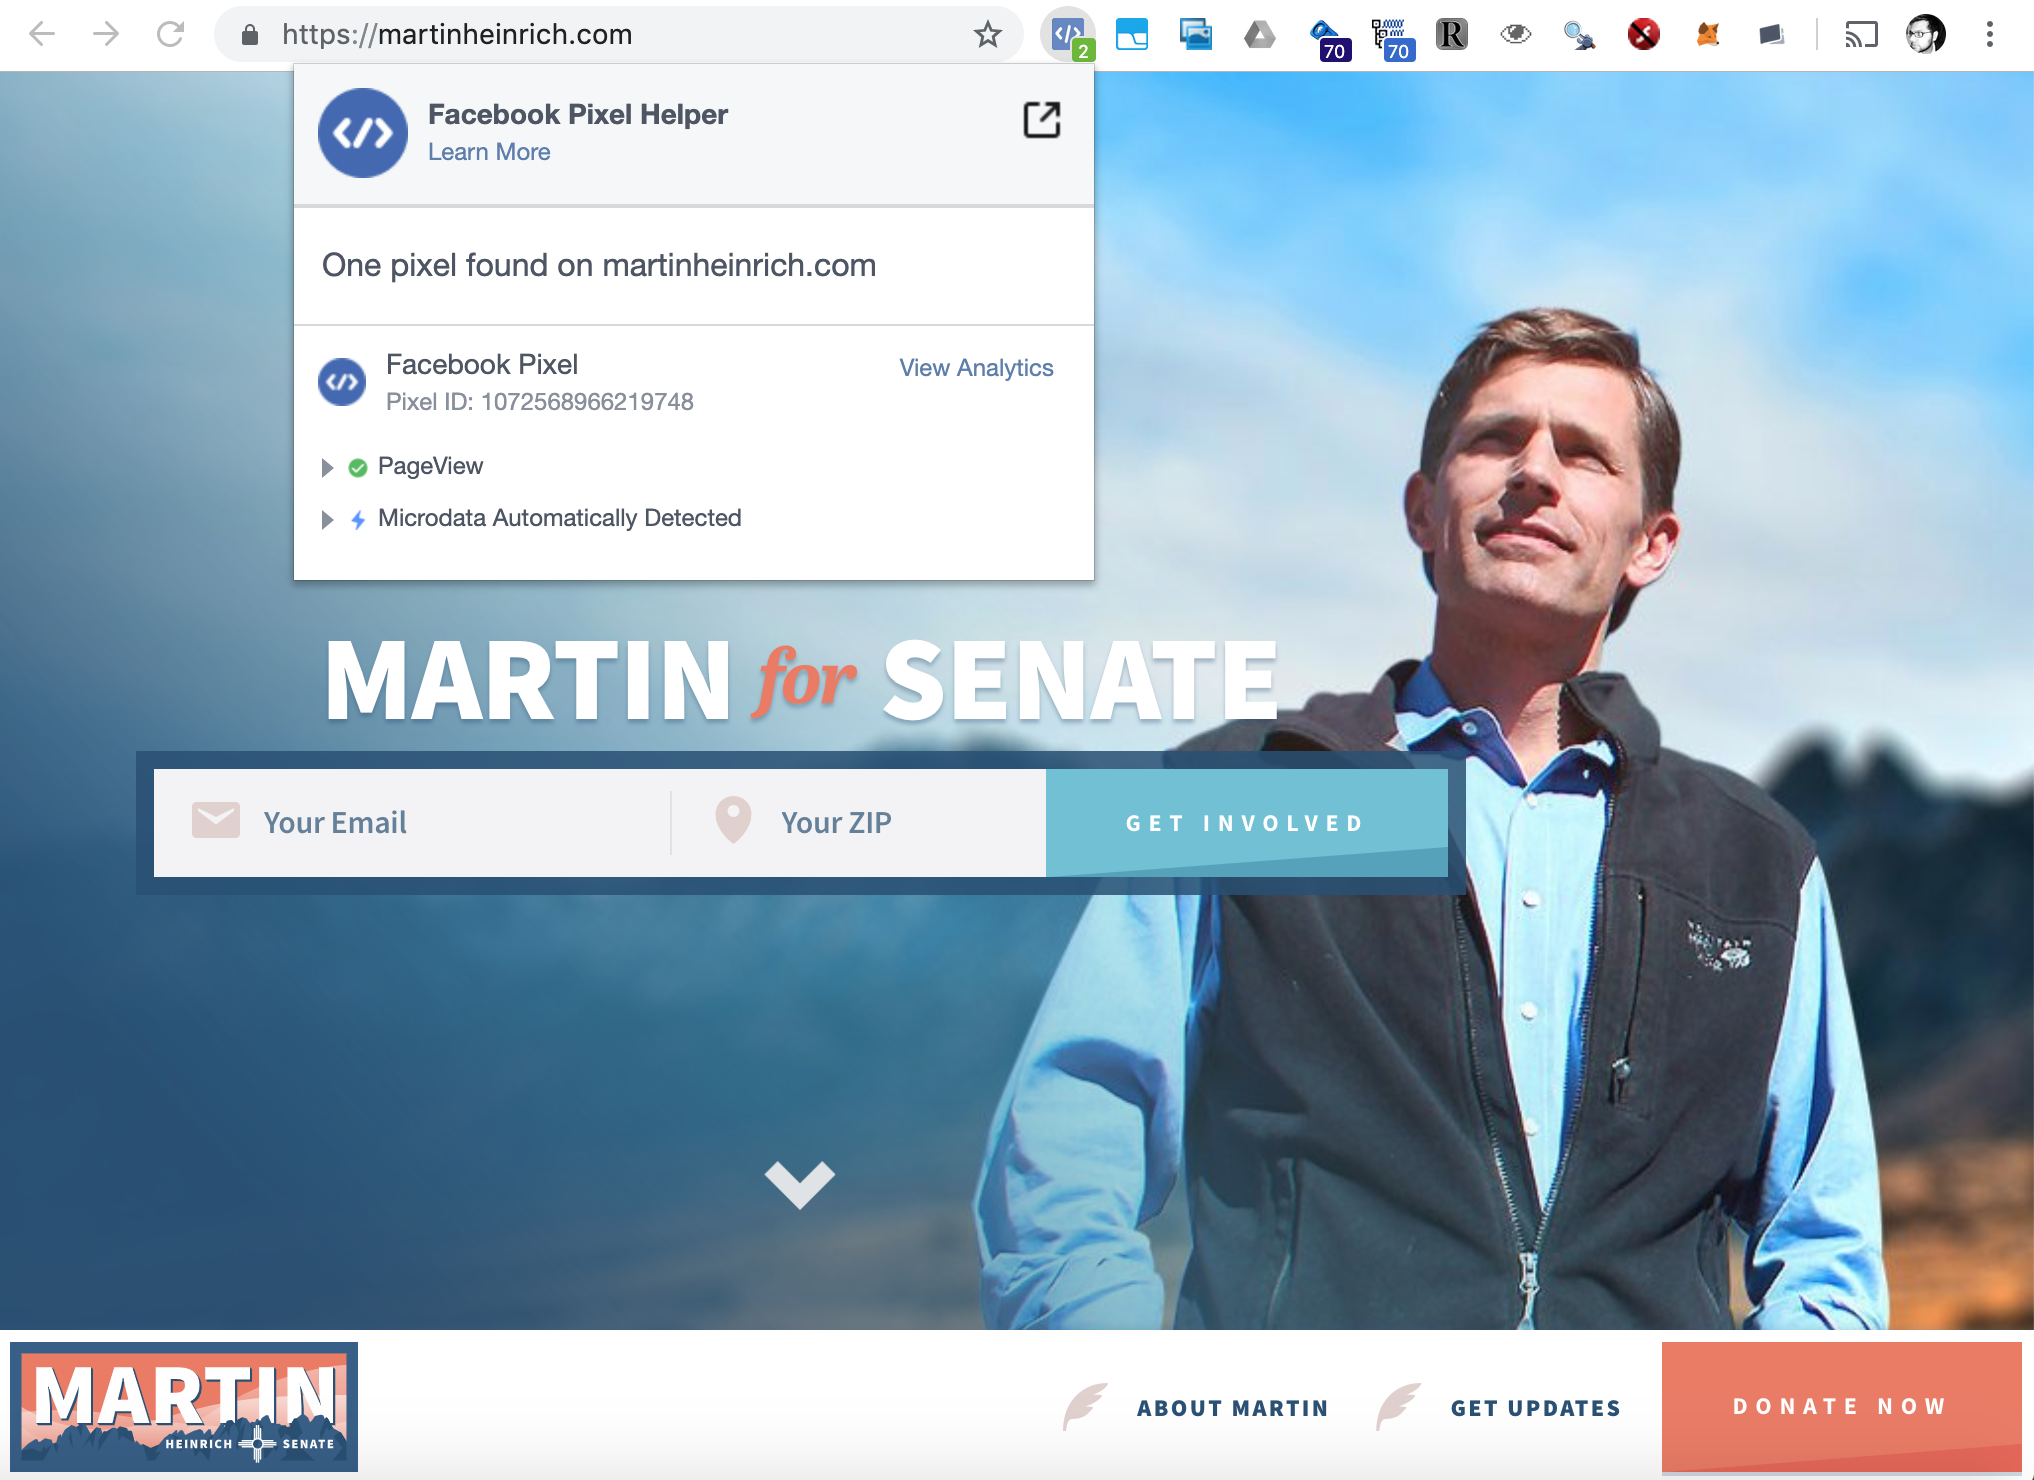 https://martinheinrich.com
2
70
70
R
Facebook Pixel Helper
Learn More
One pixel found on martinheinrich.com
Facebook Pixel
View Analytics
Pixel ID: 1072568966219748
PageView
Microdata Automatically Detected
MARTIN for SENATE
Your Email
Your ZIP
GET INVOLVED
MARTIN
HEINRICH SENATE
ABOUT MARTIN
GET UPDATES
DONATE NOW